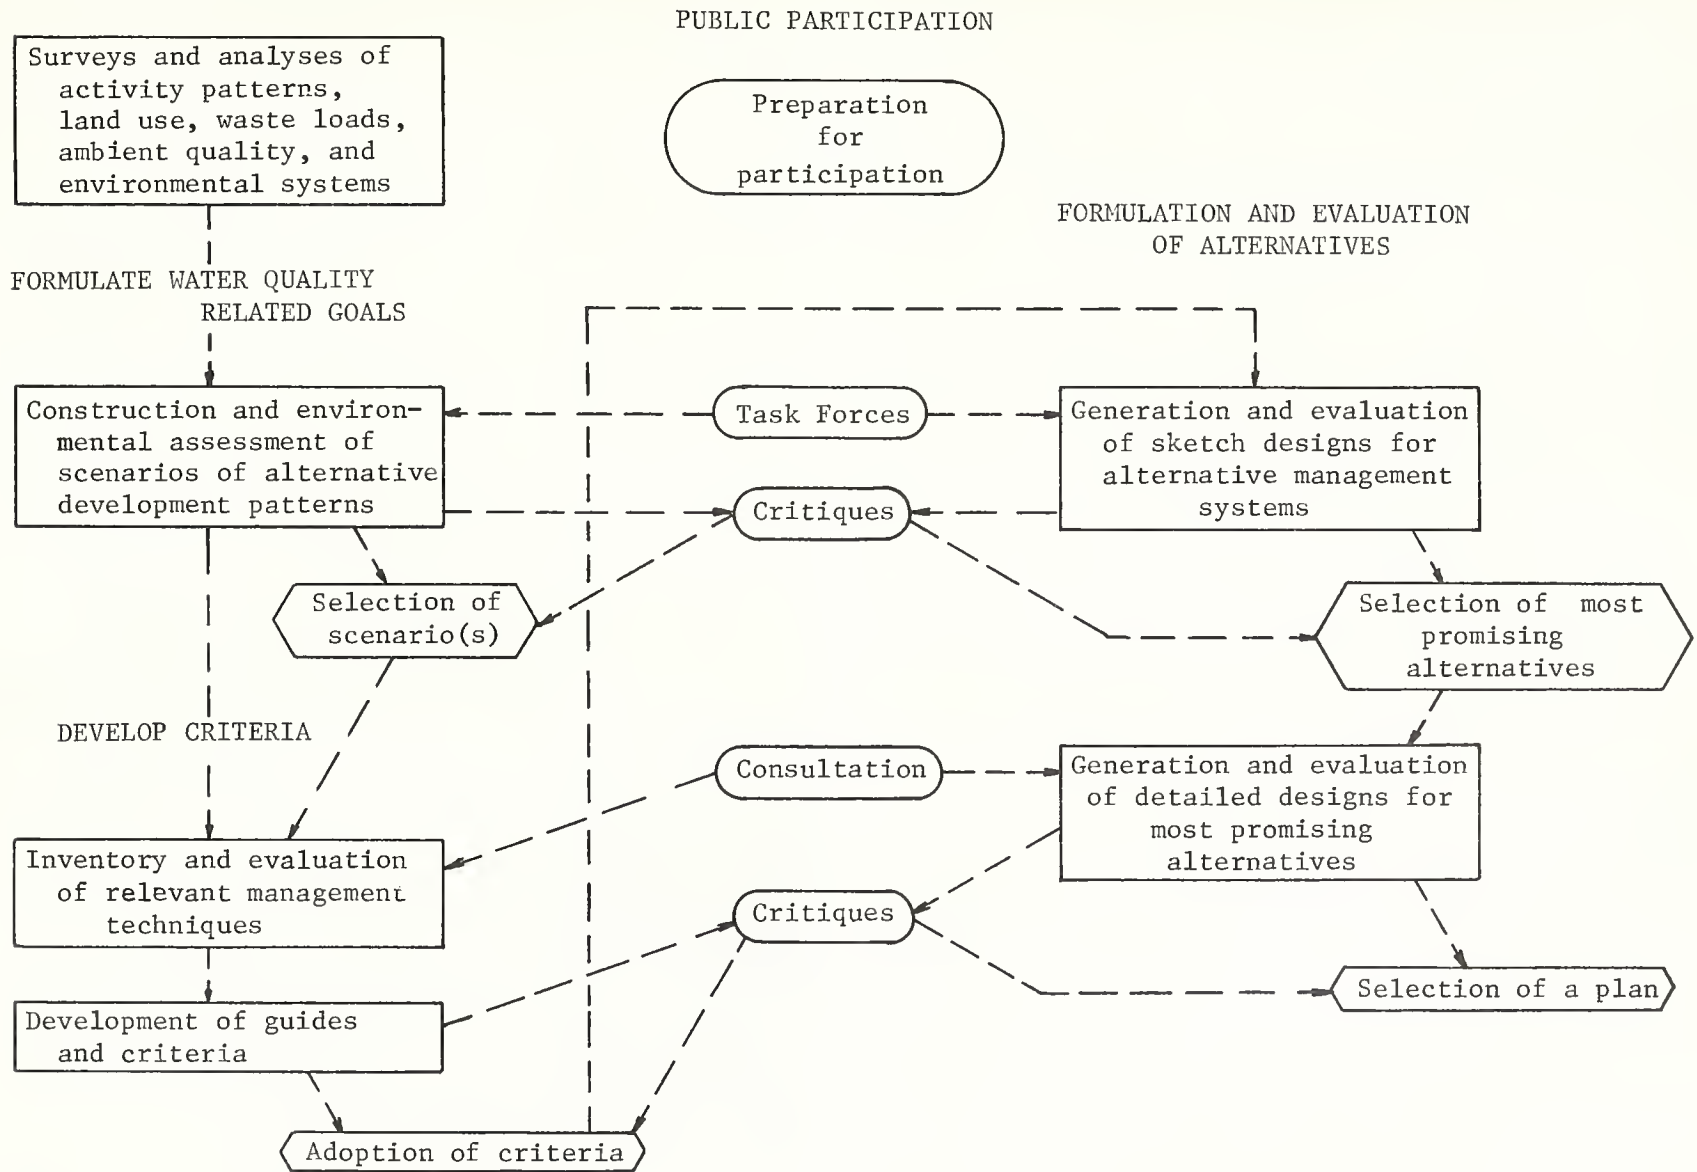 PUBLIC PARTICIPATION
Surveys and analyses of
activity patterns,
land use, waste loads,
ambient quality, and
environmental systems
Preparation
for
participation
FORMULATION AND EVALUATION
OF ALTERNATIVES
FORMULATE WATER QUALITY
RELATED GOALS
Construction and environ-
mental assessment of
scenarios of alternative
development patterns
Task Forces
Generation and evaluation
of sketch designs for
alternative management
systems
Critiques
Selection of
scenario(s)
Selection of most
promising
alternatives
DEVELOP CRITERIA
Consultation
Generation and evaluation
of detailed designs for
most promising
alternatives
Inventory and evaluation
of relevant management
techniques
Critiques
Selection of a plan
Development of guides
and criteria
Adoption of criteria